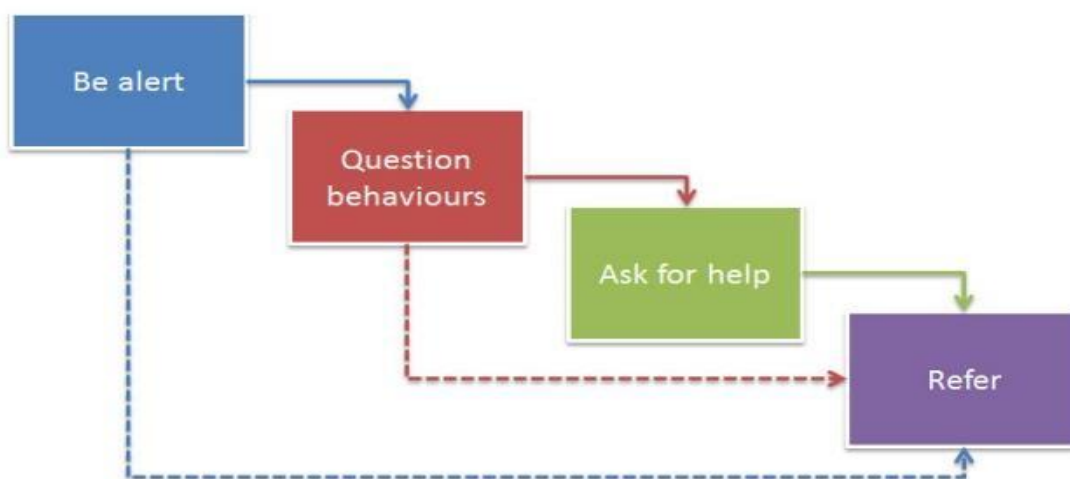 Be alert
Question
behaviours
Ask for help
Refer